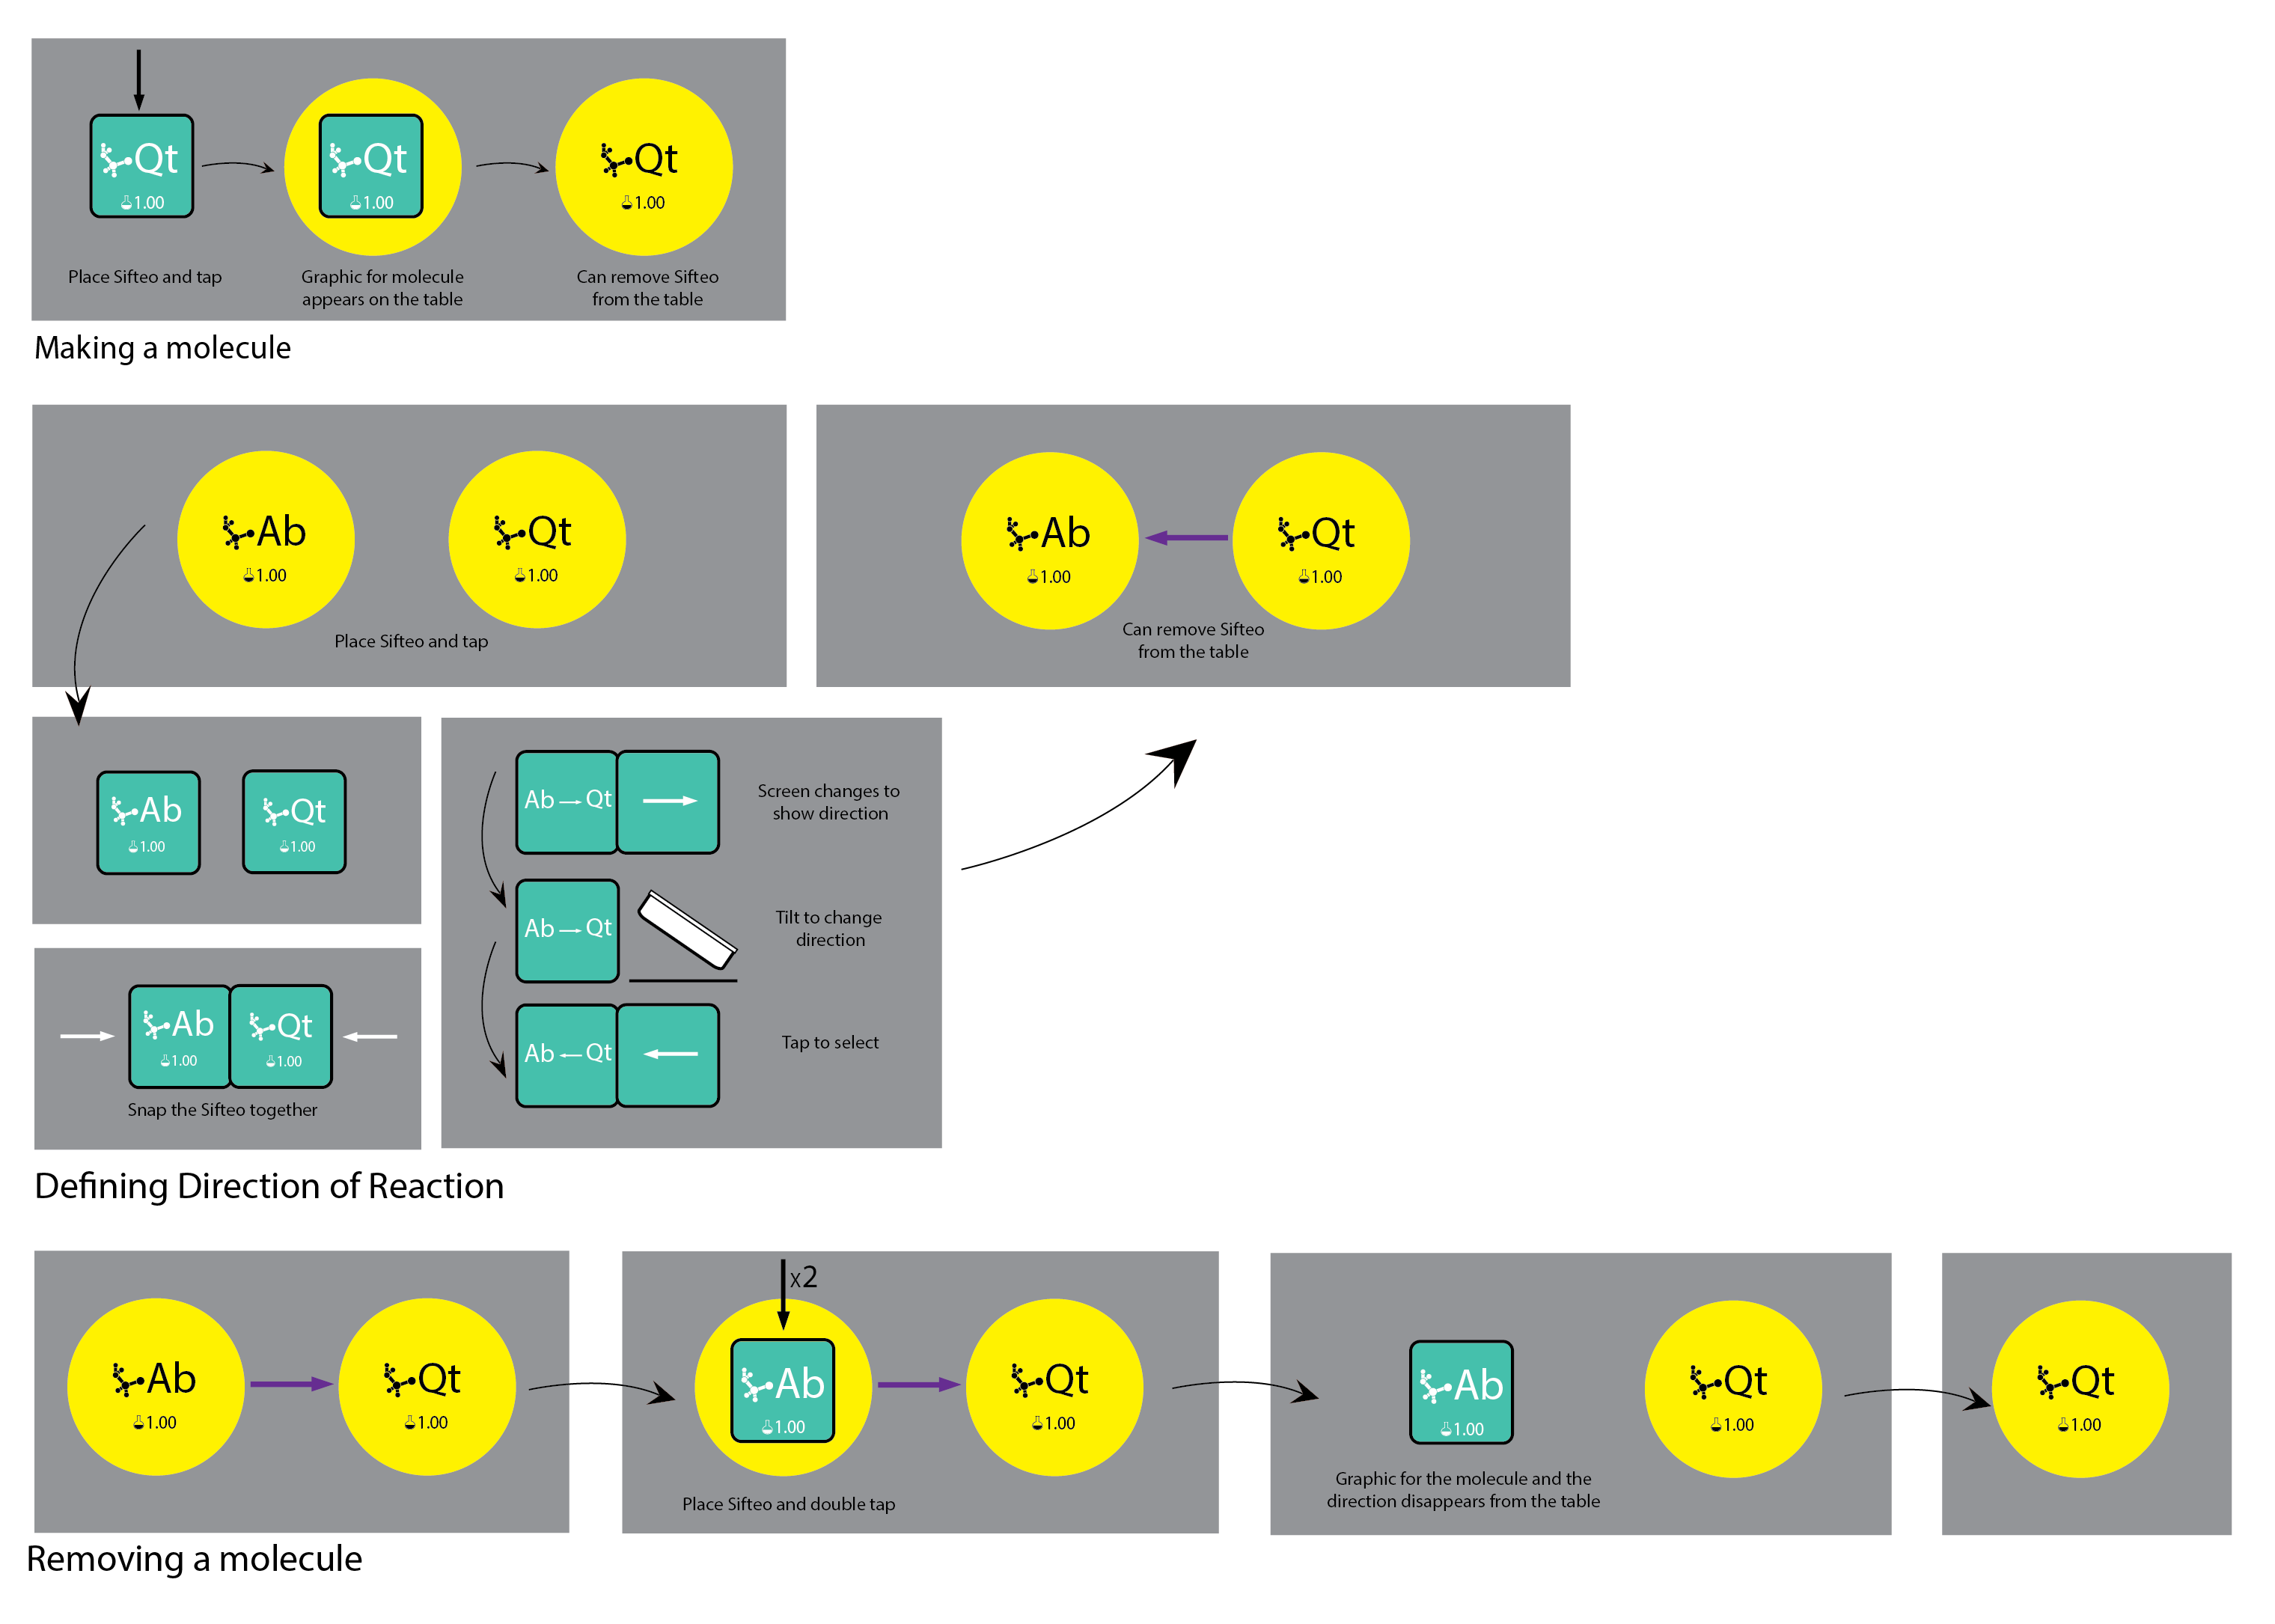 Qt
1.00
Qt
1.00
Qt
1.00
Place Sifteo and tap
Graphic for molecule
appears on the table
Can remove Sifteo
from the table
Making a molecule
Ab
1.00
Qt
1.00
Place Sifteo and tap
Ab
1.00
Qt
1.00
Can remove Sifteo
from the table
Ab
1.00
Qt
1.00
Ab
1.00
Qt
1.00
Snap the Sifteo together
Ab → Qt
Screen changes to
show direction
Ab → Qt
Tilt to change
direction
Ab ← Qt
Tap to select
Defining Direction of Reaction
Ab
1.00
Qt
1.00
x2
Ab
1.00
Qt
1.00
Place Sifteo and double tap
Ab
1.00
Qt
1.00
Graphic for the molecule and the
direction disappears from the table
Qt
1.00
Removing a molecule